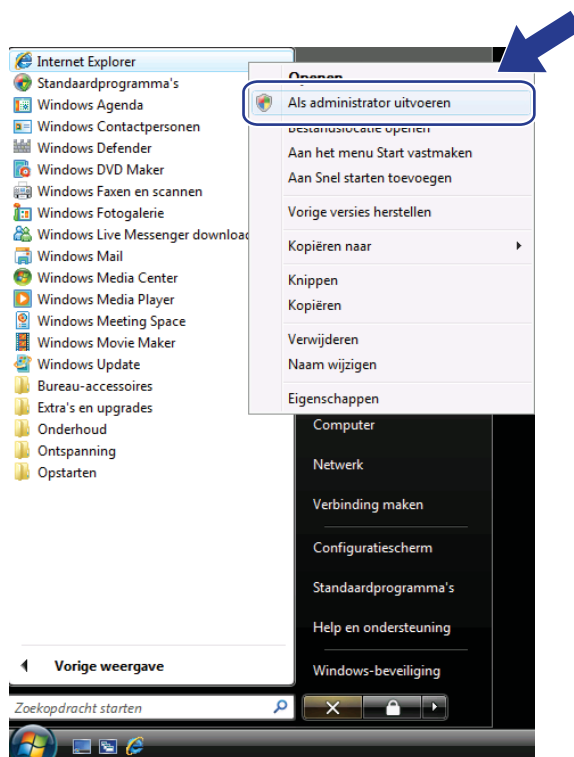 Internet Explorer
Standaardprogramma's
Windows Agenda
Windows Contactpersonen
Windows Defender
Windows DVD Maker
Windows Faxen en scannen
Windows Fotogalerie
Windows Live Messenger download
Windows Mail
Windows Media Center
Windows Media Player
Windows Meeting Space
Windows Movie Maker
Windows Update
Bureau-accessoires
Extra's en upgrades
Onderhoud
Ontspanning
Opstarten
Vorige weergave
Zoekopdracht starten
Openen
Als administrator uitvoeren
Bestandslocatie openen
Aan het menu Start vastmaken
Aan Snel starten toevoegen
Vorige versies herstellen
Kopiëren naar
Knippen
Kopiëren
Verwijderen
Naam wijzigen
Eigenschappen
Computer
Netwerk
Verbinding maken
Configuratiescherm
Standaardprogramma's
Help en ondersteuning
Windows-beveiliging